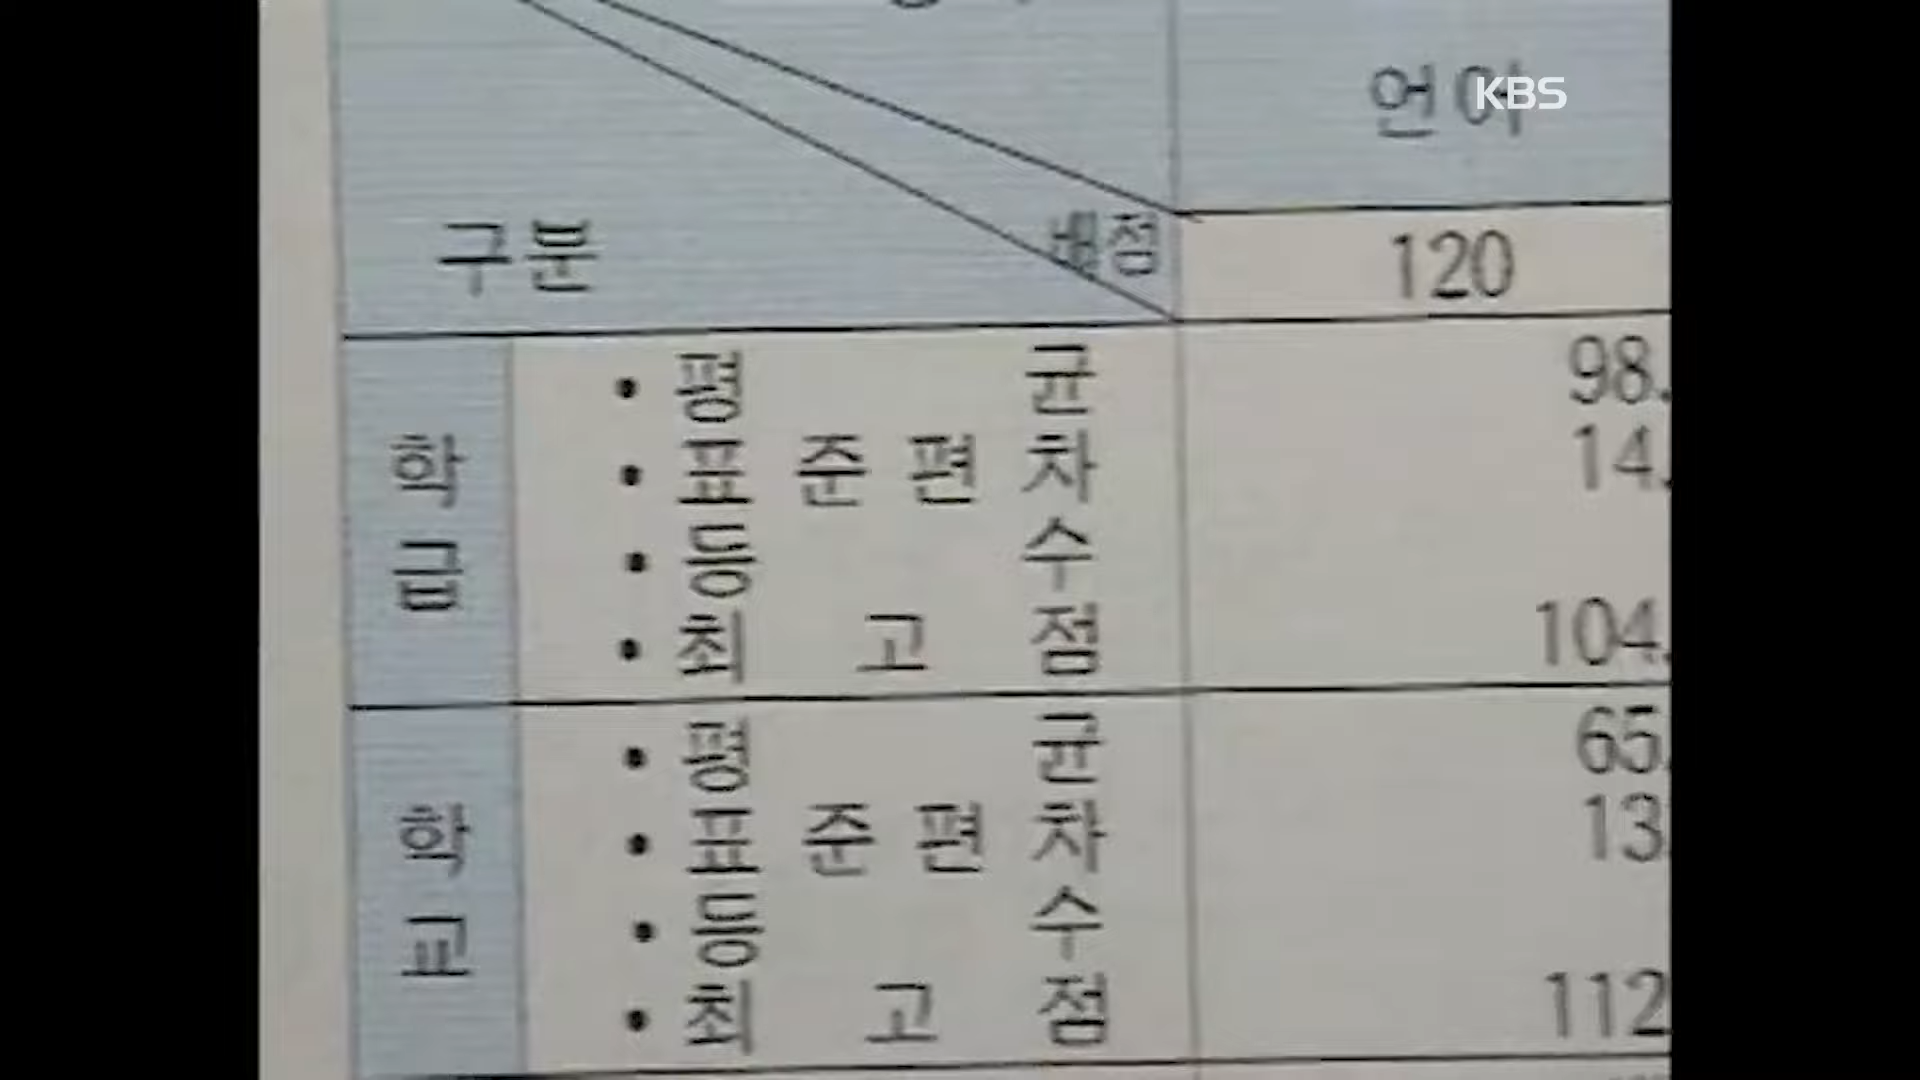 언어
KBS
구분
배점
120
학급
• 평균 98.
• 표준편차 14.
• 등수
• 최고점 104.
학교
• 평균 65.
• 표준편차 13
• 등수
• 최고점 112